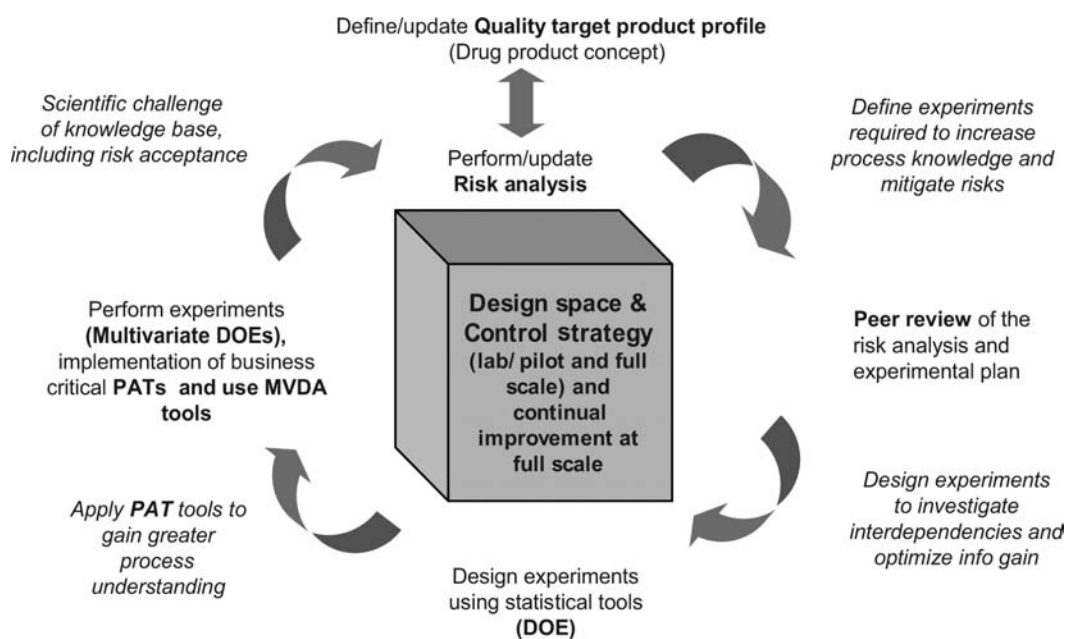 Define/update Quality target product profile
(Drug product concept)
Scientific challenge
of knowledge base,
including risk acceptance
Perform/update
Risk analysis
Define experiments
required to increase
process knowledge and
mitigate risks
Design space &
Control strategy
(lab/ pilot and full
scale) and
continual
improvement at
full scale
Perform experiments
(Multivariate DOEs),
implementation of business
critical PATs and use MVDA
tools
Peer review of the
risk analysis and
experimental plan
Apply PAT tools to
gain greater
process
understanding
Design experiments
using statistical tools
(DOE)
Design experiments
to investigate
interdependencies and
optimize info gain